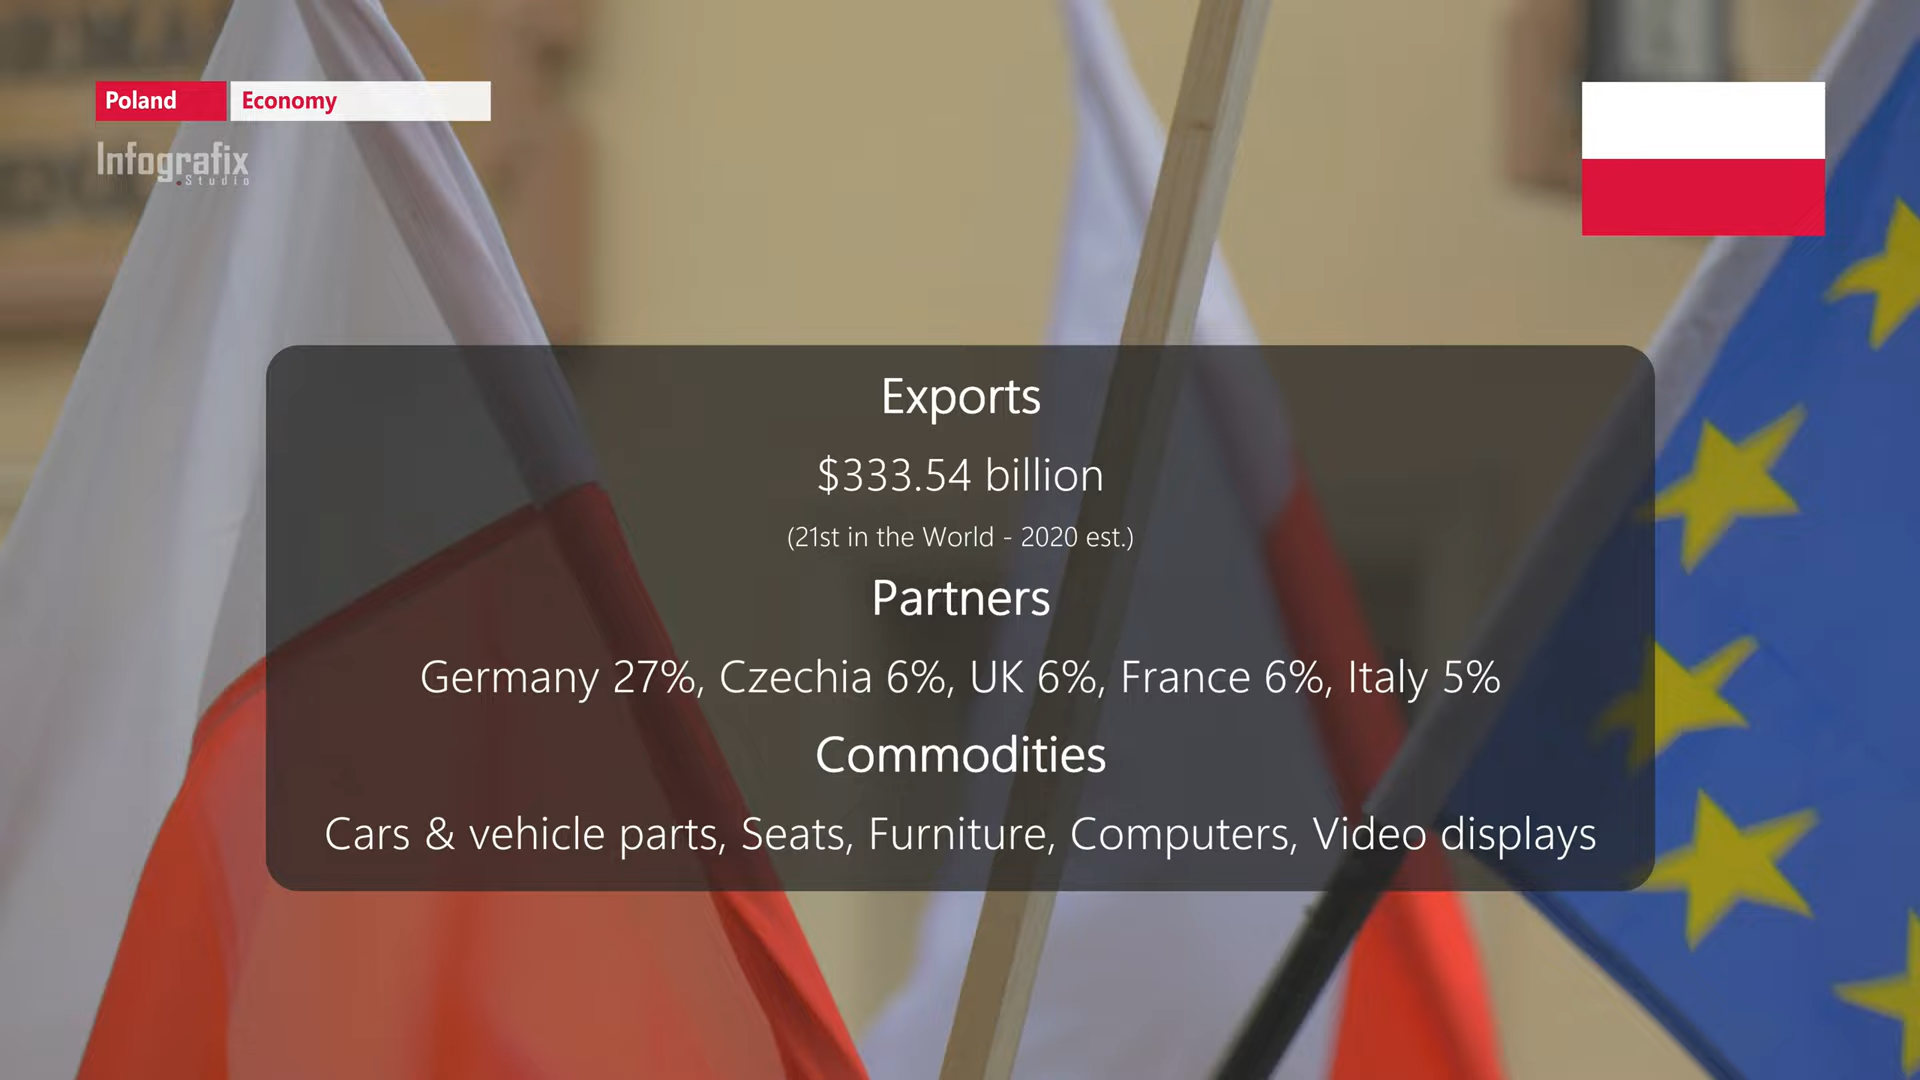 Poland Economy
Infografix
.Studio
Exports
$333.54 billion
(21st in the World - 2020 est.)
Partners
Germany 27%, Czechia 6%, UK 6%, France 6%, Italy 5%
Commodities
Cars & vehicle parts, Seats, Furniture, Computers, Video displays